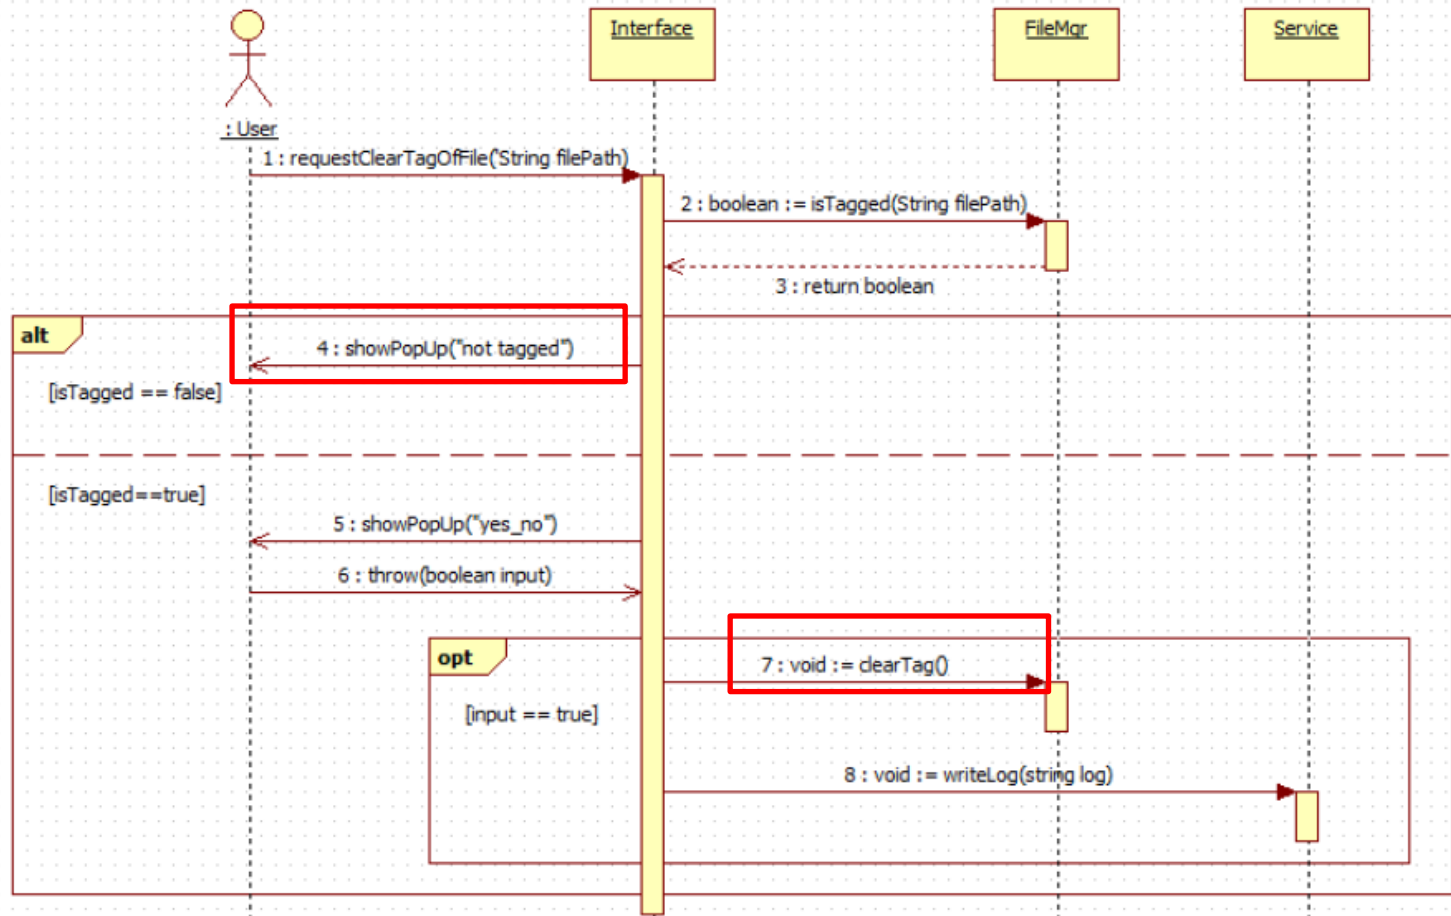 Interface
FileMgr
Service
: User
1 : requestClearTagOfFile('String filePath)
2 : boolean := isTagged(String filePath)
3 : return boolean
alt
4 : showPopUp("not tagged")
[isTagged == false]
[isTagged==true]
5 : showPopUp("yes_no")
6 : throw(boolean input)
opt
7 : void := clearTag()
[input == true]
8 : void := writeLog(string log)